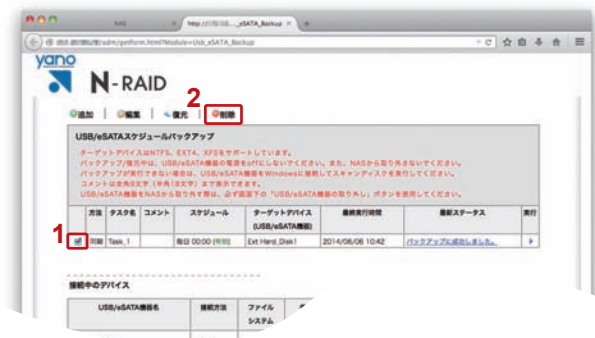 NAS
http://
_eSATA_Backup
/adm/getform.html?Module=Usb_eSATA_Backup
yano
N-RAID
2
追加 | 編集 | 復元 | 削除
USB/eSATAスケジュールバックアップ
ターゲットデバイスはNTFS、EXT4、XFSをサポートしています。
バックアップ/復元中は、USB/eSATA機器の電源をoffにしないでください。また、NASから取り外さないでください。
バックアップが実行できない場合は、USB/eSATA機器をWindowsに接続してスキャンディスクを実行してください。
コメントは全角9文字（半角18文字）まで表示できます。
USB/eSATA機器をNASから取り外す際は、必ず画面下の「USB/eSATA機器の取り外し」ボタンを使用してください。
方法 タスク名 コメント スケジュール ターゲットデバイス 最終実行時間 最新ステータス 実行
(USB/eSATA機器)
1
同期 Task_1 毎日 00:00 (有効) Ext Hard_Disk1 2014/06/06 10:42 バックアップに成功しました。
接続中のデバイス
USB/eSATA機器名 接続方法 ファイル
システム